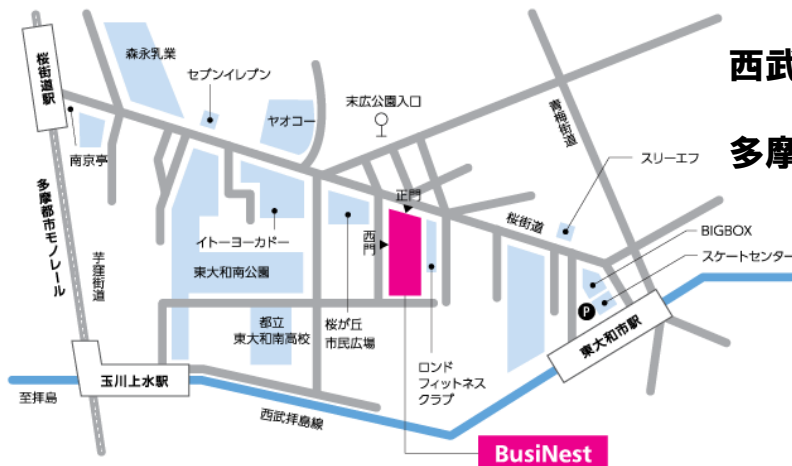 森永乳業
セブンイレブン
ヤオコー
末広公園入口
西武
多摩
桜街道駅
南京亭
青梅街道
スリーエフ
多摩都市モノレール
芋窪街道
正門
西門
桜街道
イトーヨーカドー
東大和南公園
BIGBOX
スケートセンター
P
都立
東大和南高校
桜が丘
市民広場
ロンド
フィットネス
クラブ
東大和市駅
玉川上水駅
至拝島
西武拝島線
BusiNest